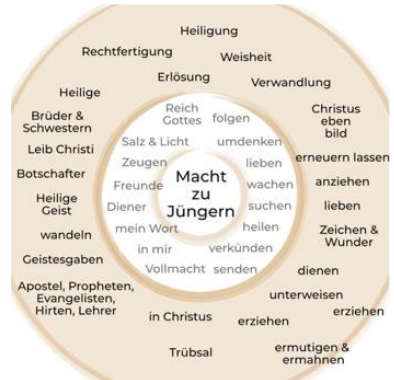 Heiligung
Rechtfertigung
Weisheit
Erlösung
Verwandlung
Heilige
Christus
eben
bild
Brüder &
Schwestern
Leib Christi
erneuern lassen
Botschafter
anziehen
Heilige
Geist
lieben
wandeln
Zeichen &
Wunder
Geistesgaben
dienen
Apostel, Propheten,
Evangelisten,
Hirten, Lehrer
unterweisen
erziehen
in Christus
erziehen
Trübsal
ermutigen &
ermahnen
Reich
Gottes
folgen
Salz & Licht
umdenken
Zeugen
lieben
Freunde
wachen
Diener
suchen
mein Wort
heilen
in mir
verkünden
Vollmacht
senden
Macht
zu
Jüngern